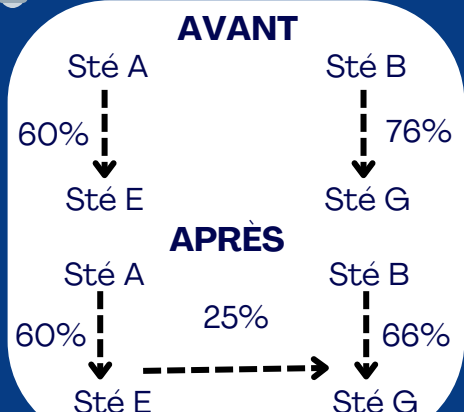 AVANT
Sté A Sté B
60% 76%
Sté E Sté G
APRÈS
Sté A Sté B
25%
60% 66%
Sté E Sté G